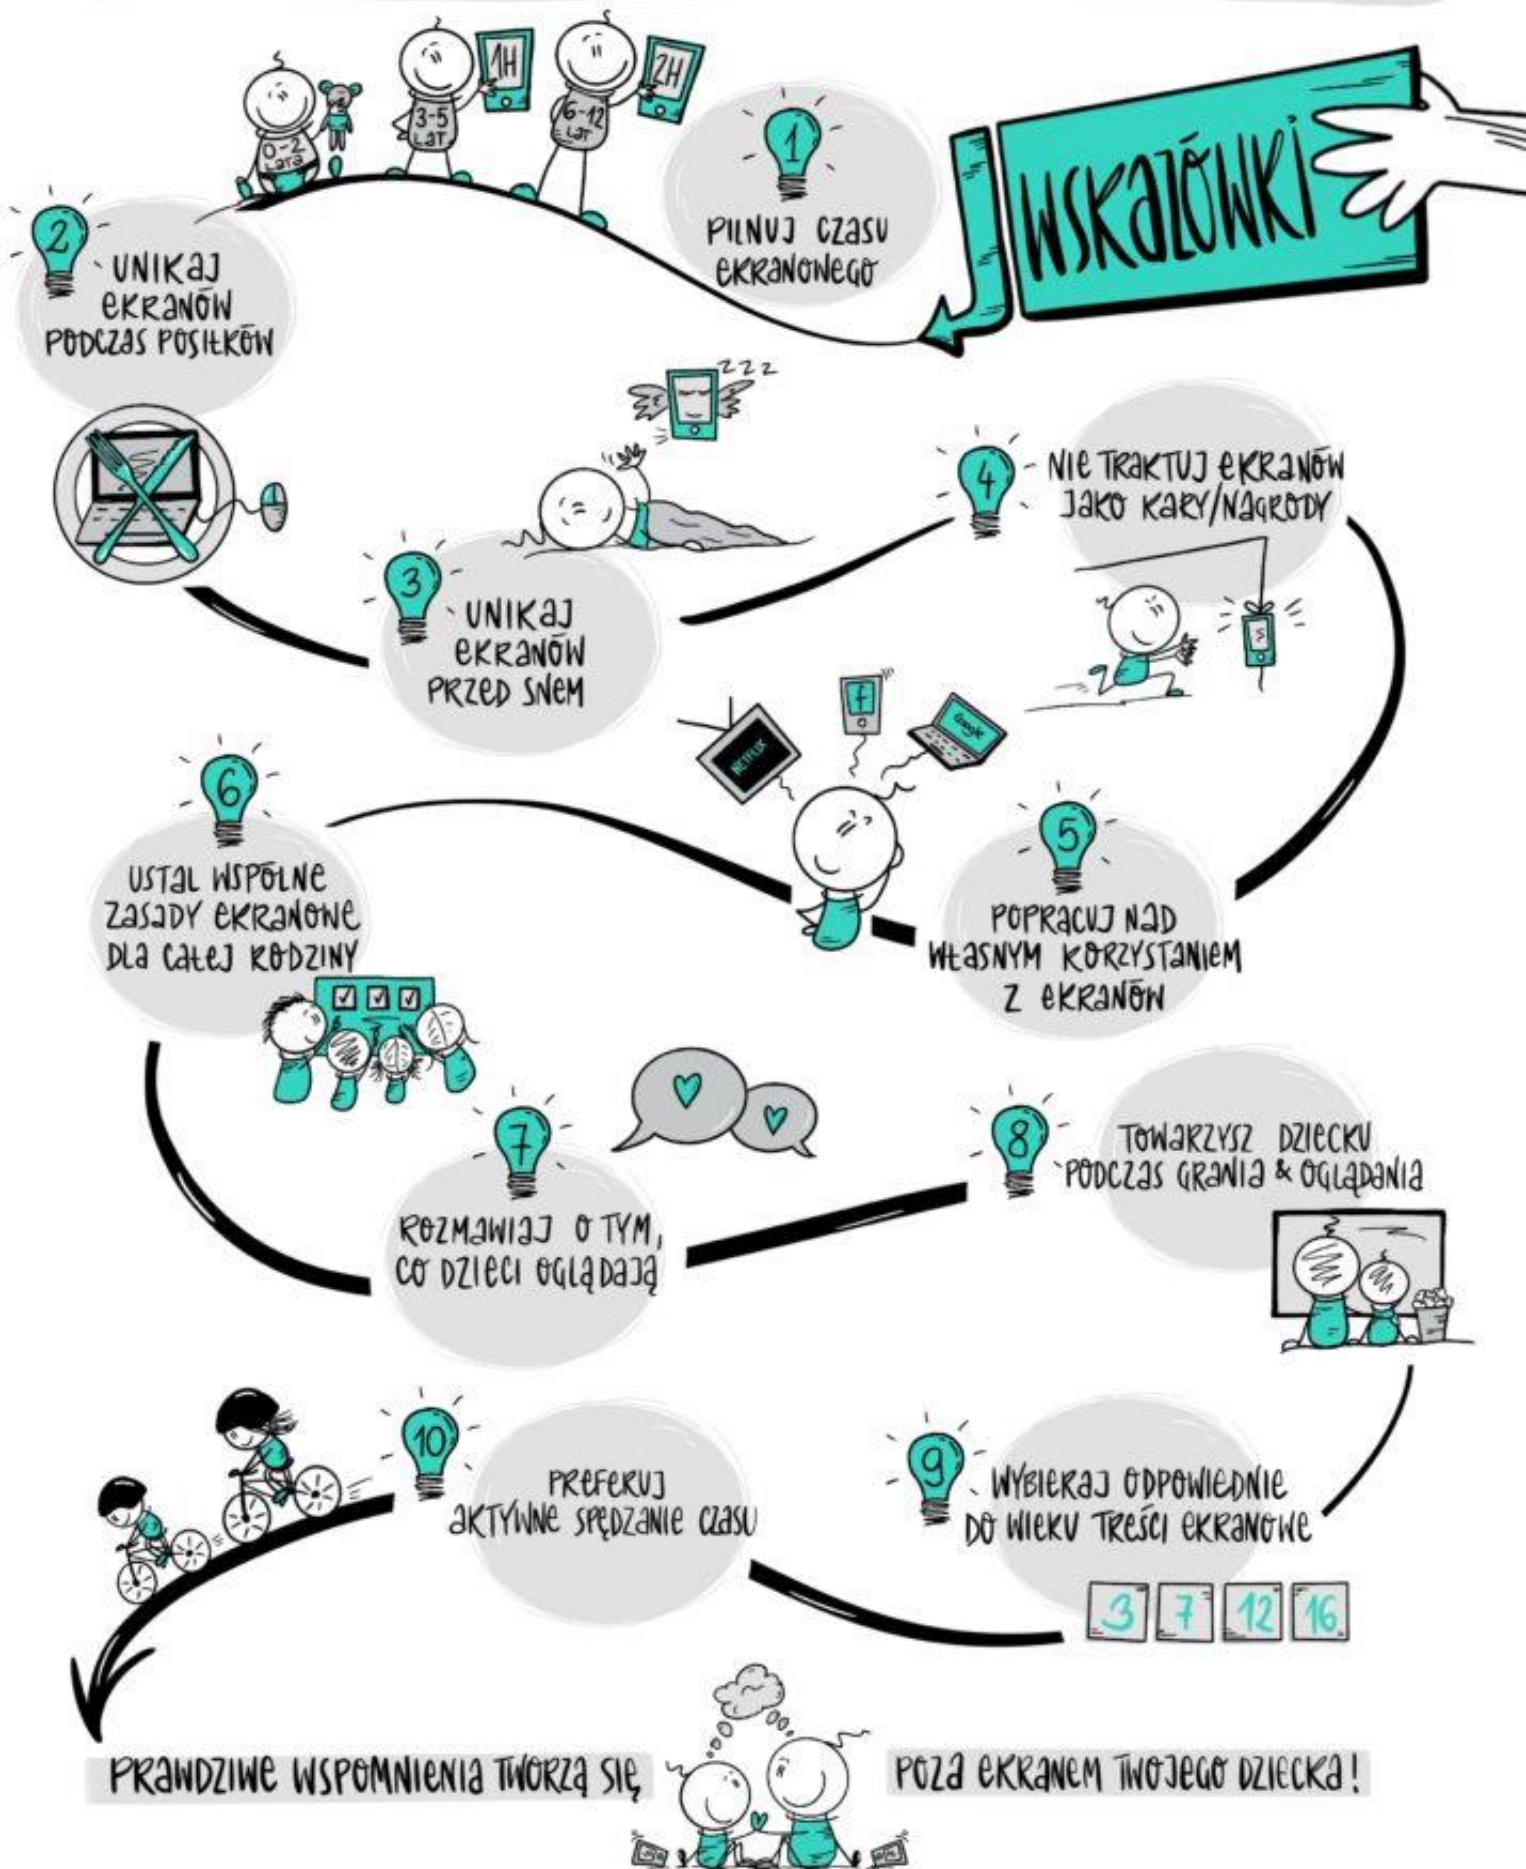 WSKAZÓWKI
0-2
LATA
3-5
LAT
1H
6-12
LAT
2H
1
PILNUJ CZASU
EKRANOWEGO
2
UNIKAJ
EKRANÓW
PODCZAS POSIŁKÓW
zzz
3
UNIKAJ
EKRANÓW
PRZED SNEM
4
NIE TRAKTUJ EKRANÓW
JAKO KARY/NAGRODY
NETFLIX
f
Google
5
POPRACUJ NAD
WŁASNYM KORZYSTANIEM
Z EKRANÓW
6
USTAL WSPÓLNE
ZASADY EKRANOWE
DLA CAŁEJ RODZINY
7
ROZMAWIAJ O TYM,
CO DZIECI OGLĄDAJĄ
8
TOWARZYSZ DZIECKU
PODCZAS GRANIA & OGLĄDANIA
9
WYBIERAJ ODPOWIEDNIE
DO WIEKU TREŚCI EKRANOWE
3 7 12 16
10
PREFERUJ
AKTYWNE SPĘDZANIE CZASU
PRAWDZIWE WSPOMNIENIA TWORZĄ SIĘ POZA EKRANEM TWOJEGO DZIECKA!